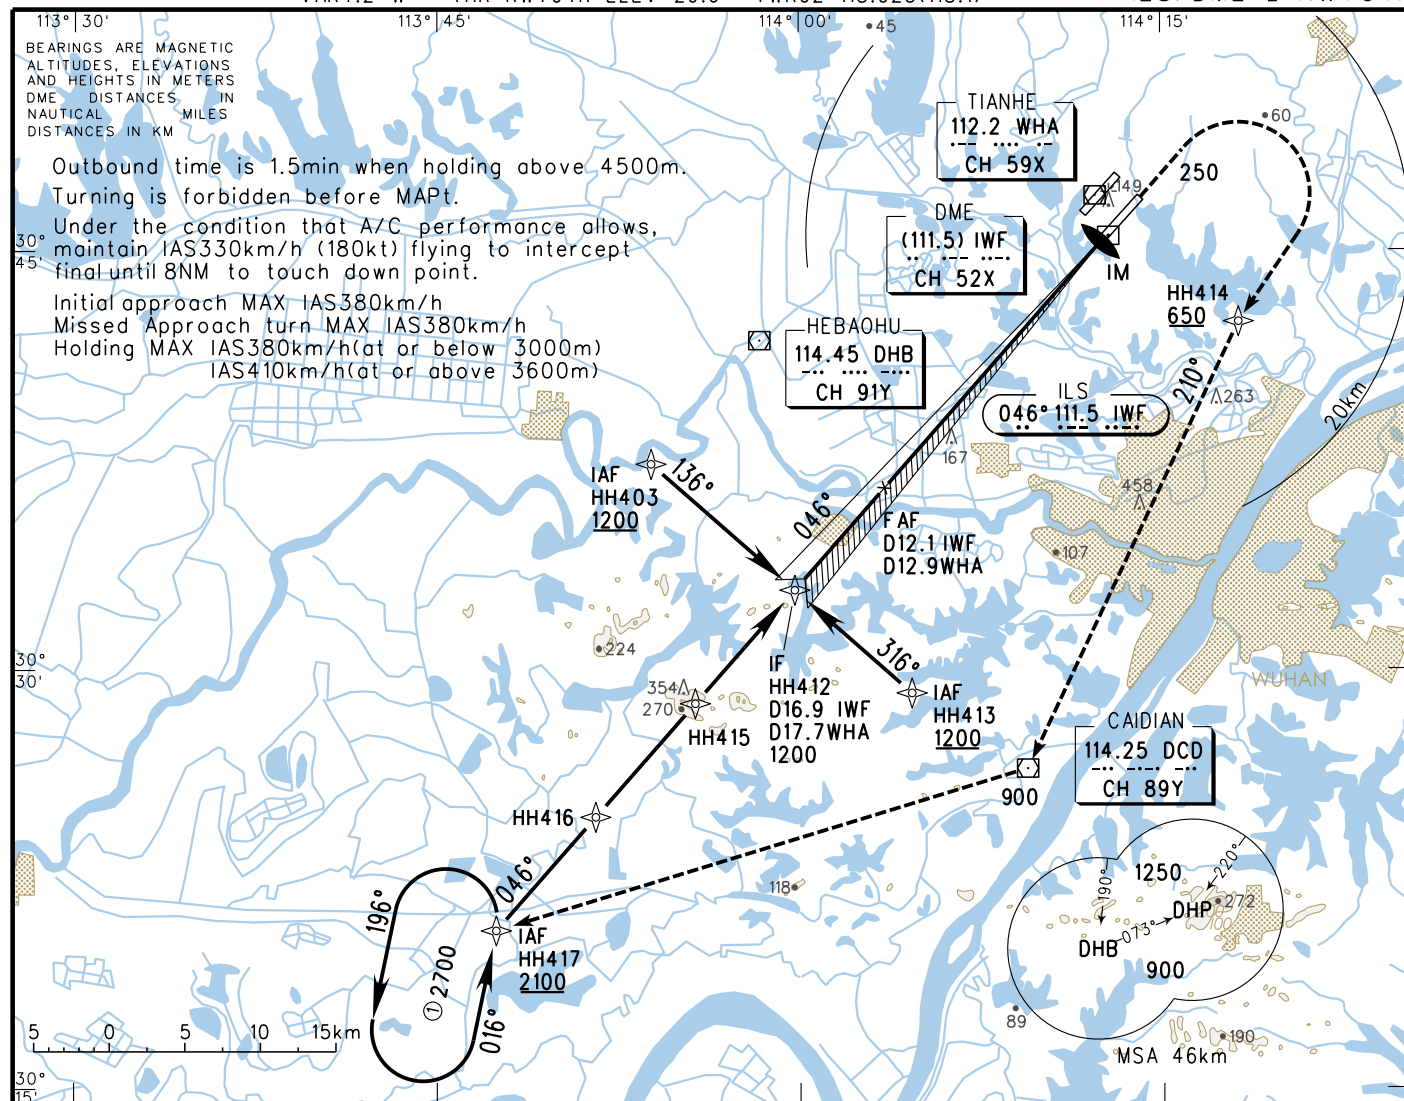 113°30'
113°45'
114°00'
114°15'
BEARINGS ARE MAGNETIC
ALTITUDES, ELEVATIONS
AND HEIGHTS IN METERS
DME DISTANCES IN
NAUTICAL MILES
DISTANCES IN KM
Outbound time is 1.5min when holding above 4500m.
Turning is forbidden before MAPt.
Under the condition that A/C performance allows,
maintain IAS330km/h (180kt) flying to intercept
final until 8NM to touch down point.
Initial approach MAX IAS380km/h
Missed Approach turn MAX IAS380km/h
Holding MAX IAS380km/h(at or below 3000m)
IAS410km/h(at or above 3600m)
45
TIANHE
112.2 WHA
CH 59X
60
250
149
DME
(111.5) IWF
CH 52X
IM
30°
45'
HH414
650
HEBAOHU
114.45 DHB
CH 91Y
210°
263
ILS
046° 111.5 IWF
20km
167
IAF
HH403
1200
136°
046°
458
FAF
D12.1 IWF
D12.9WHA
107
224
316°
30°
30'
IF
HH412
D16.9 IWF
D17.7WHA
1200
354
270
HH415
IAF
HH413
1200
WUHAN
CAIDIAN
114.25 DCD
CH 89Y
900
HH416
046°
118
196°
IAF
HH417
2100
① 2700
016°
190°
1250
220°
DHP
272
DHB
073°
900
89
190
MSA 46km
5 0 5 10 15km
30°
15'